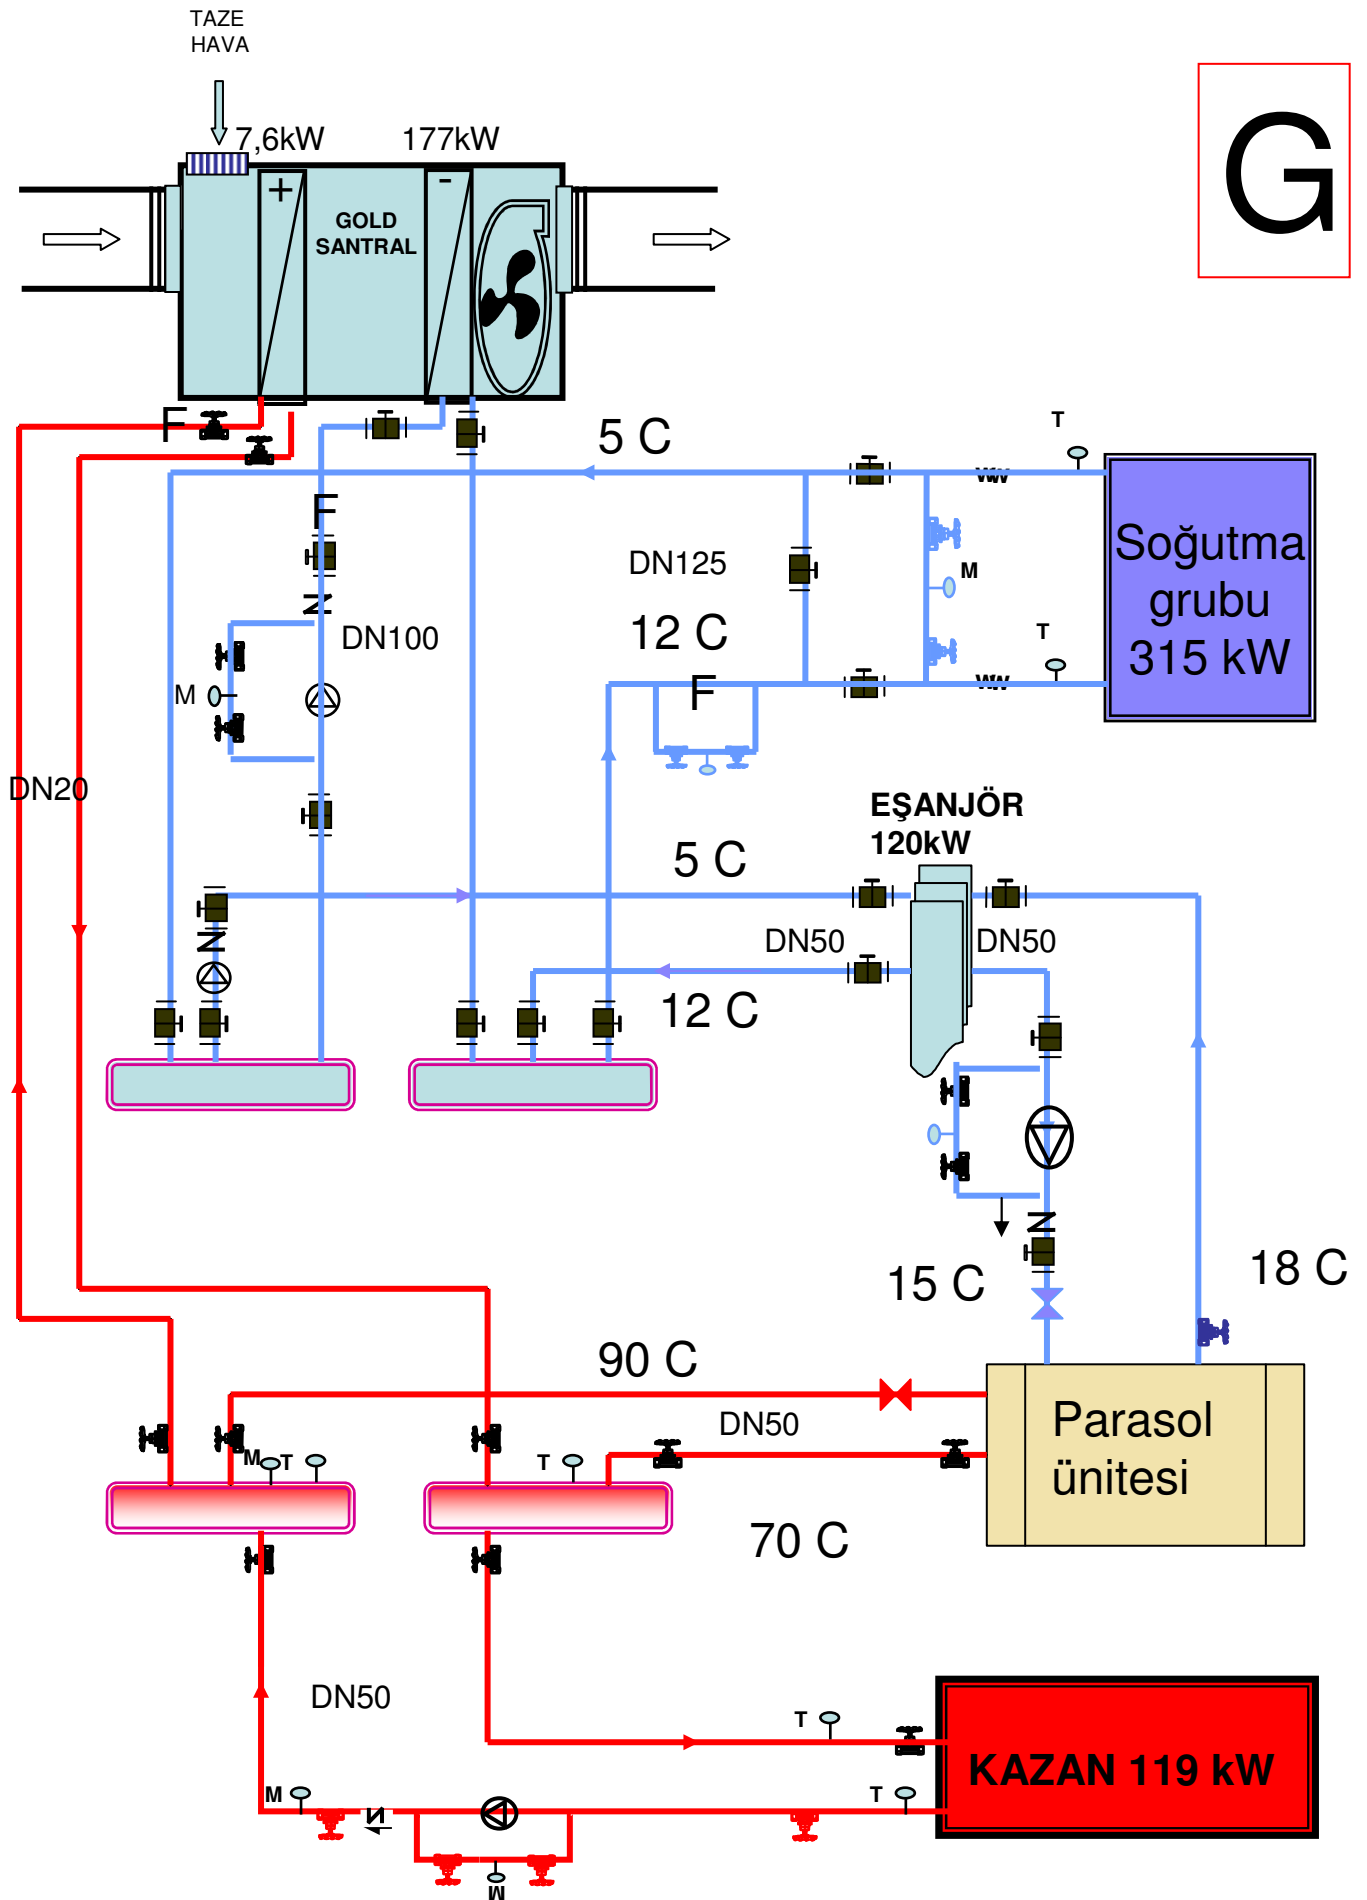 TAZE
HAVA
G
7,6kW
177kW
+
-
GOLD
SANTRAL
F
5 C
T
F
DN125
M
Soğutma
grubu
315 kW
N
DN100
12 C
T
M
F
DN20
EŞANJÖR
120kW
5 C
N
DN50
DN50
12 C
N
15 C
18 C
90 C
DN50
Parasol
ünitesi
M
T
T
70 C
DN50
T
KAZAN 119 kW
M
N
T
M